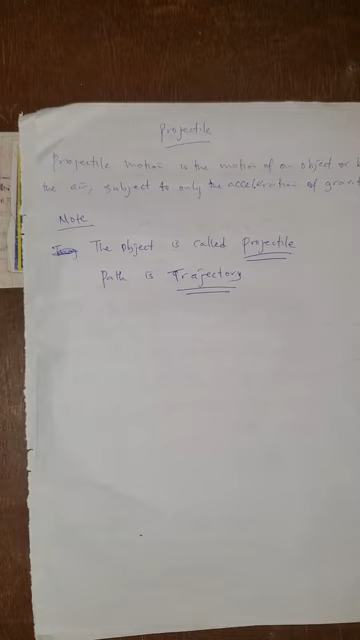 Projectile
Projectile motion is the motion of an object or
the air, subject to only the acceleration of
Note
The object is called Projectile
Path is Trajectory